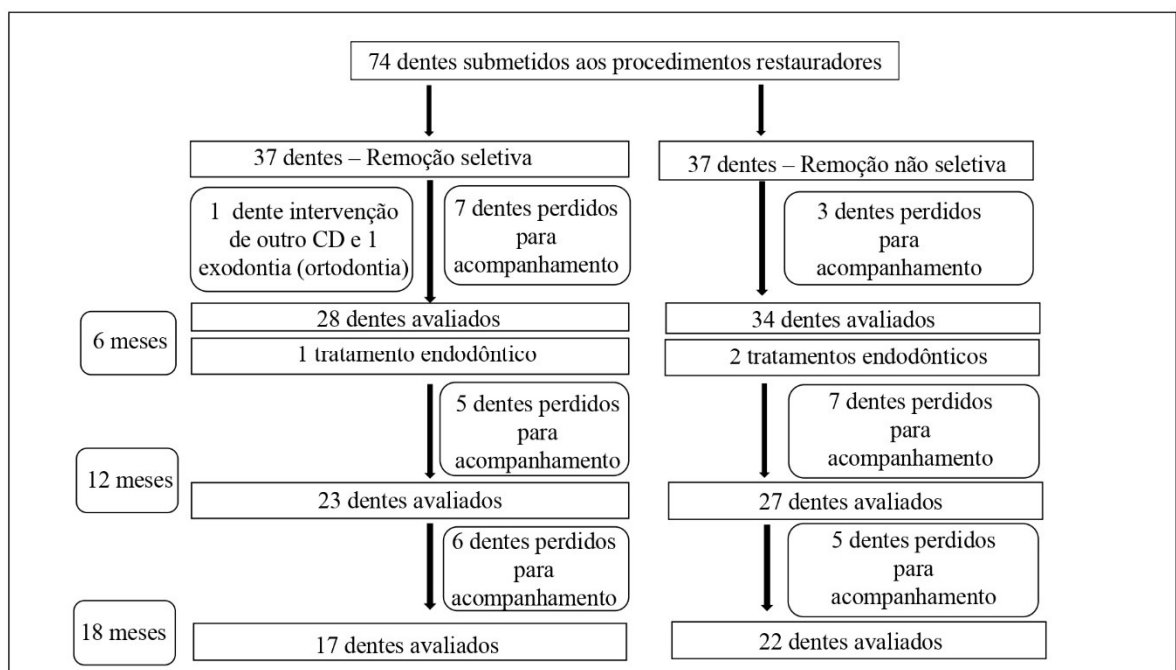 74 dentes submetidos aos procedimentos restauradores
37 dentes – Remoção seletiva
37 dentes – Remoção não seletiva
1 dente intervenção
de outro CD e 1
exodontia (ortodontia)
7 dentes perdidos
para
acompanhamento
3 dentes perdidos
para
acompanhamento
6 meses
28 dentes avaliados
34 dentes avaliados
1 tratamento endodôntico
2 tratamentos endodônticos
5 dentes perdidos
para
acompanhamento
7 dentes perdidos
para
acompanhamento
12 meses
23 dentes avaliados
27 dentes avaliados
6 dentes perdidos
para
acompanhamento
5 dentes perdidos
para
acompanhamento
18 meses
17 dentes avaliados
22 dentes avaliados